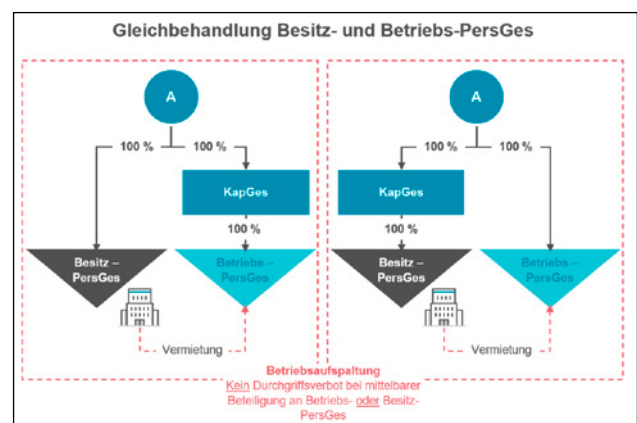 Gleichbehandlung Besitz- und Betriebs-PersGes
A
100 %
100 %
KapGes
100 %
Besitz –
PersGes
Betriebs –
PersGes
Vermietung
A
100 %
100 %
KapGes
100 %
Besitz –
PersGes
Betriebs –
PersGes
Vermietung
Betriebsaufspaltung
Kein Durchgriffsverbot bei mittelbarer
Beteiligung an Betriebs- oder Besitz-
PersGes